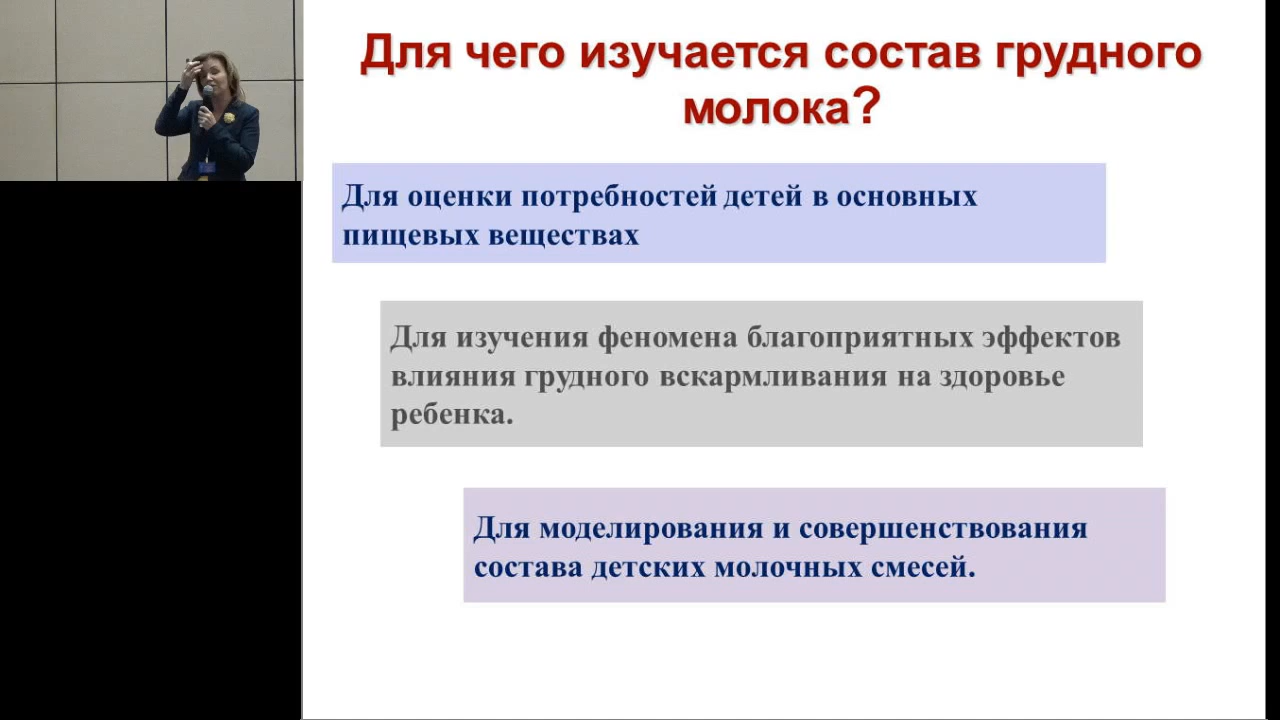 Для чего изучается состав грудного
молока?
Для оценки потребностей детей в основных
пищевых веществах
Для изучения феномена благоприятных эффектов
влияния грудного вскармливания на здоровье
ребенка.
Для моделирования и совершенствования
состава детских молочных смесей.